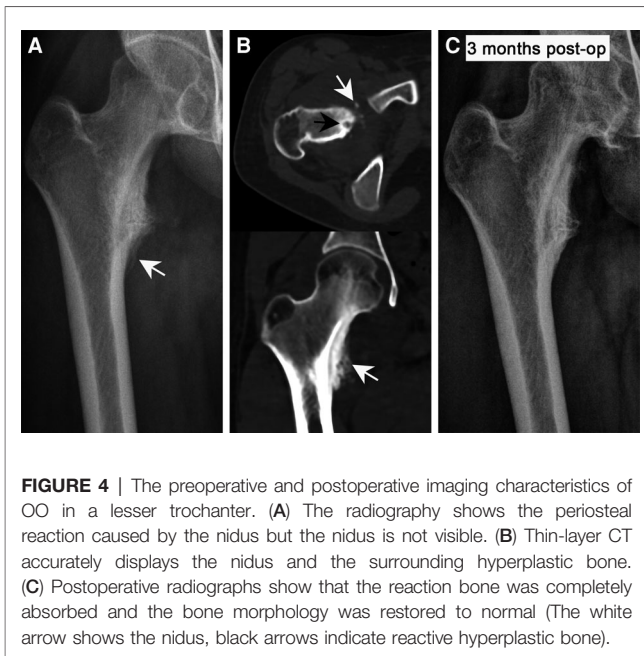 A
B
C 3 months post-op
FIGURE 4 | The preoperative and postoperative imaging characteristics of
OO in a lesser trochanter. (A) The radiography shows the periosteal
reaction caused by the nidus but the nidus is not visible. (B) Thin-layer CT
accurately displays the nidus and the surrounding hyperplastic bone.
(C) Postoperative radiographs show that the reaction bone was completely
absorbed and the bone morphology was restored to normal (The white
arrow shows the nidus, black arrows indicate reactive hyperplastic bone).